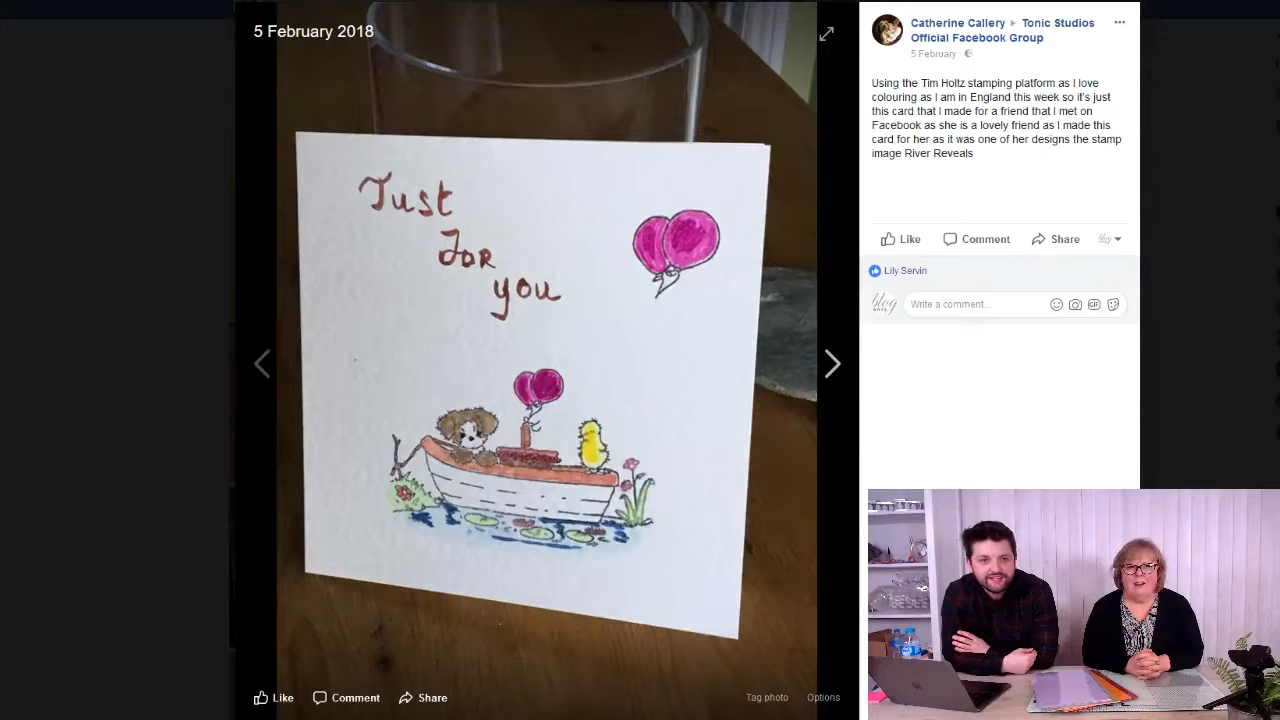 5 February 2018
Just
for
you
Like
Comment
Share
Tag photo
Options
Catherine Callery ▸ Tonic Studios
Official Facebook Group
5 February ·
Using the Tim Holtz stamping platform as I love
colouring as I am in England this week so it's just
this card that I made for a friend that I met on
Facebook as she is a lovely friend as I made this
card for her as it was one of her designs the stamp
image River Reveals
Like
Comment
Share
blog
Lily Servin
blog
Write a comment...
GIF